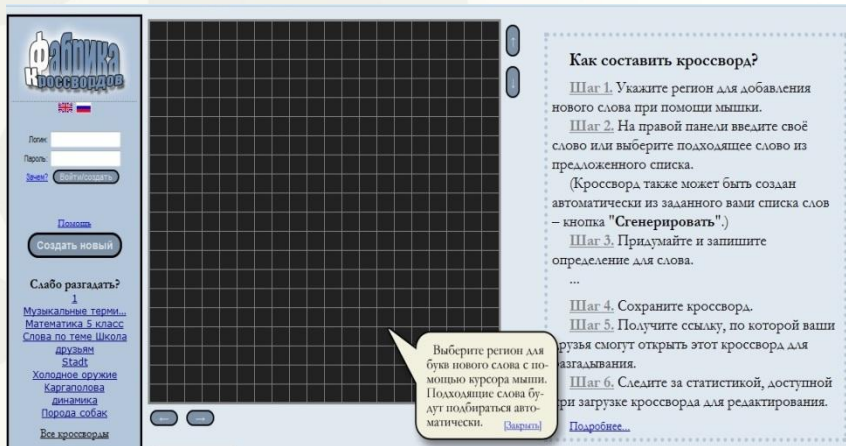 Фабрика
Кроссвордов
Логин:
Пароль:
Зачем? Войти/создать
Помощь
Создать новый
Слабо разгадать?
1
Музыкальные терми...
Математика 5 класс
Слова по теме Школа
друзьям
Stadt
Холодное оружие
Каргаполова
динамика
Порода собак
Все кроссворды
↑
↓
← →
Выберите регион для
букв нового слова с по-
мощью курсора мыши.
Подходящие слова бу-
дут подбираться авто-
матически. [Закрыть]
Как составить кроссворд?
Шаг 1. Укажите регион для добавления
нового слова при помощи мышки.
Шаг 2. На правой панели введите своё
слово или выберите подходящее слово из
предложенного списка.
(Кроссворд также может быть создан
автоматически из заданного вами списка слов
– кнопка "Сгенерировать".)
Шаг 3. Придумайте и запишите
определение для слова.
...
Шаг 4. Сохраните кроссворд.
Шаг 5. Получите ссылку, по которой ваши
друзья смогут открыть этот кроссворд для
разгадывания.
Шаг 6. Следите за статистикой, доступной
при загрузке кроссворда для редактирования.
Подробнее...